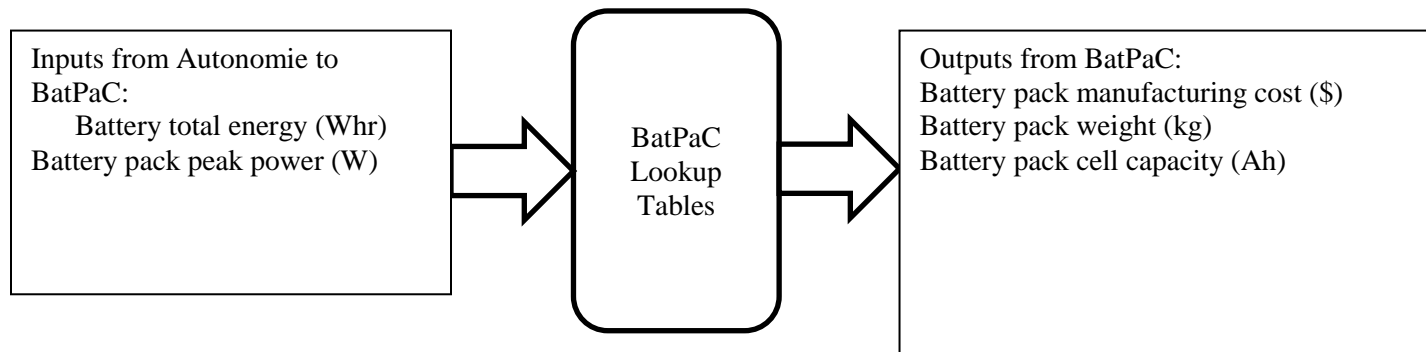 Inputs from Autonomie to
BatPaC:
Battery total energy (Whr)
Battery pack peak power (W)
BatPaC
Lookup
Tables
Outputs from BatPaC:
Battery pack manufacturing cost ($)
Battery pack weight (kg)
Battery pack cell capacity (Ah)